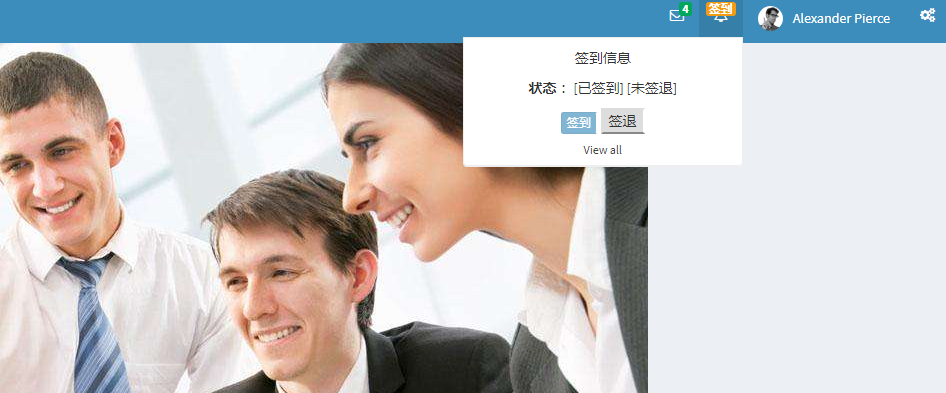 4
签到
Alexander Pierce
签到信息
状态： [已签到] [未签退]
签到 签退
View all